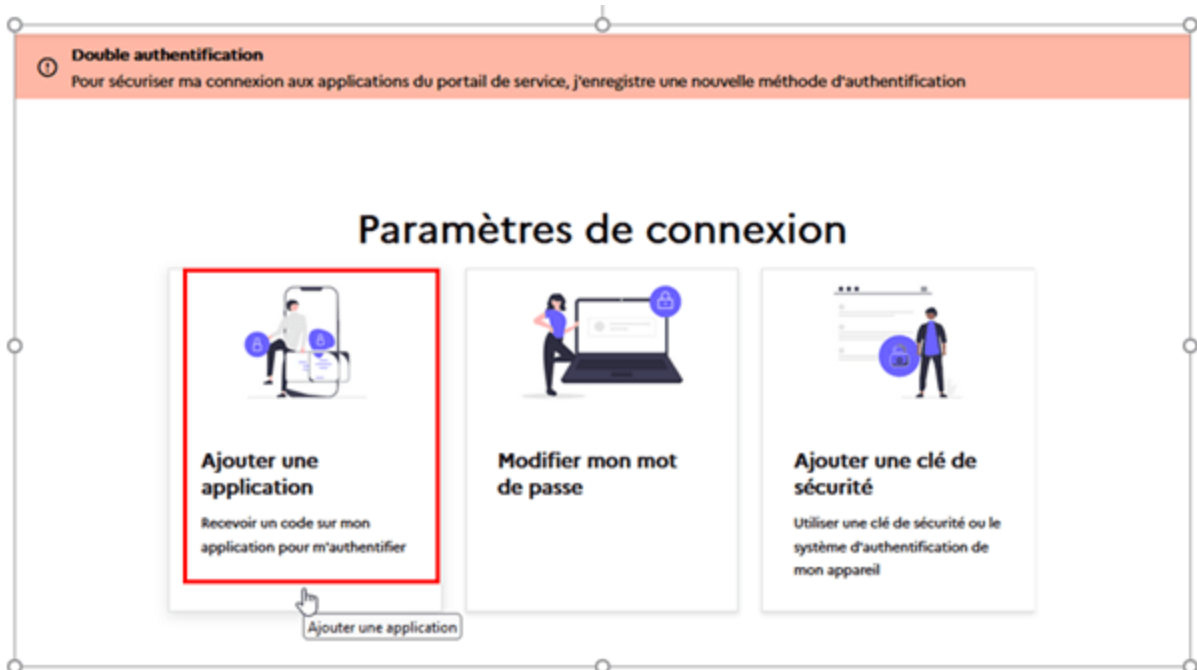 Double authentification
Pour sécuriser ma connexion aux applications du portail de service, j'enregistre une nouvelle méthode d'authentification
Paramètres de connexion
Ajouter une
application
Recevoir un code sur mon
application pour m'authentifier
Modifier mon mot
de passe
Ajouter une clé de
sécurité
Utiliser une clé de sécurité ou le
système d'authentification de
mon appareil
Ajouter une application